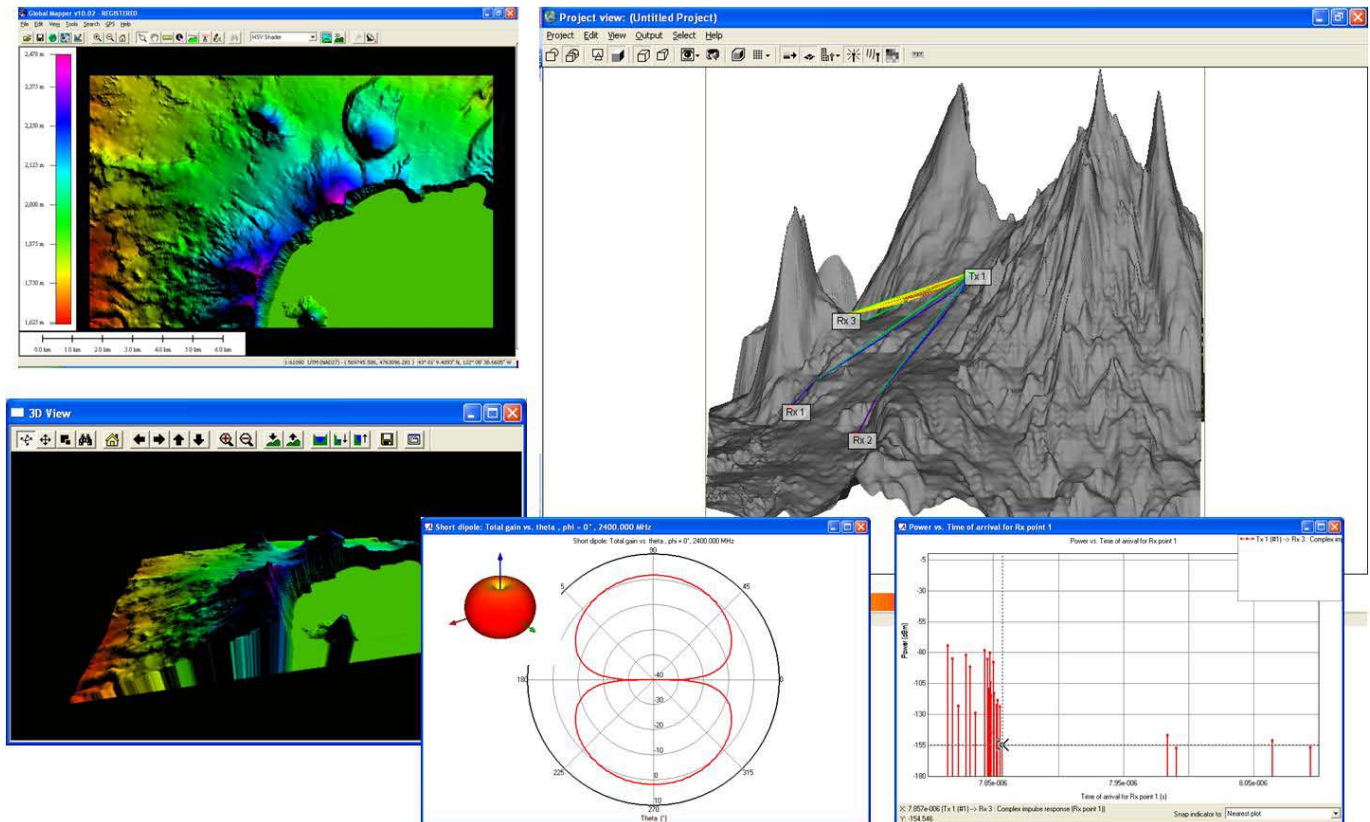 Global Mapper v10.02 - REGISTERED
File Edit View Tools Search GPS Help
HSV Shader
2,475 m
2,375 m
2,250 m
2,125 m
2,000 m
1,875 m
1,750 m
1,625 m
0.0 km 1.0 km 2.0 km 3.0 km 4.0 km 5.0 km 6.0 km
UTM (NAD27) -
Project view: (Untitled Project)
Project Edit View Output Select Help
Tx 1
Rx 3
Rx 1
Rx 2
3D View
Short dipole: Total gain vs. theta , phi = 0°, 2400.000 MHz
Short dipole: Total gain vs. theta , phi = 0°, 2400.000 MHz
90
5
45
180
-40
0
-30
-20
-10
225
0
315
10
270
Theta (°)
Power vs. Time of arrival for Rx point 1
Power vs. Time of arrival for Rx point 1
Tx 1 (#1) -> Rx 3 : Complex
-5
-30
-55
-80
-105
-130
-155
-180
Power (dBm)
7.85e-006 7.95e-006 8.05e-006
Time of arrival for Rx point 1 (s)
X: 7.857e-006 (Tx 1 (#1) -> Rx 3 : Complex impulse response (Rx point 1))
Y: -154.546
Snap indicator to: Nearest plot